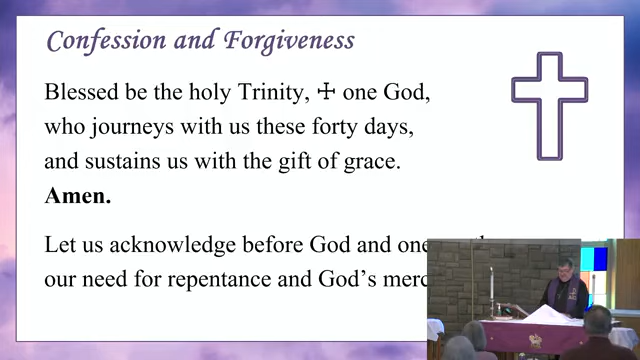 Confession and Forgiveness
Blessed be the holy Trinity, ☩ one God,
who journeys with us these forty days,
and sustains us with the gift of grace.
Amen.
Let us acknowledge before God and one
our need for repentance and God's